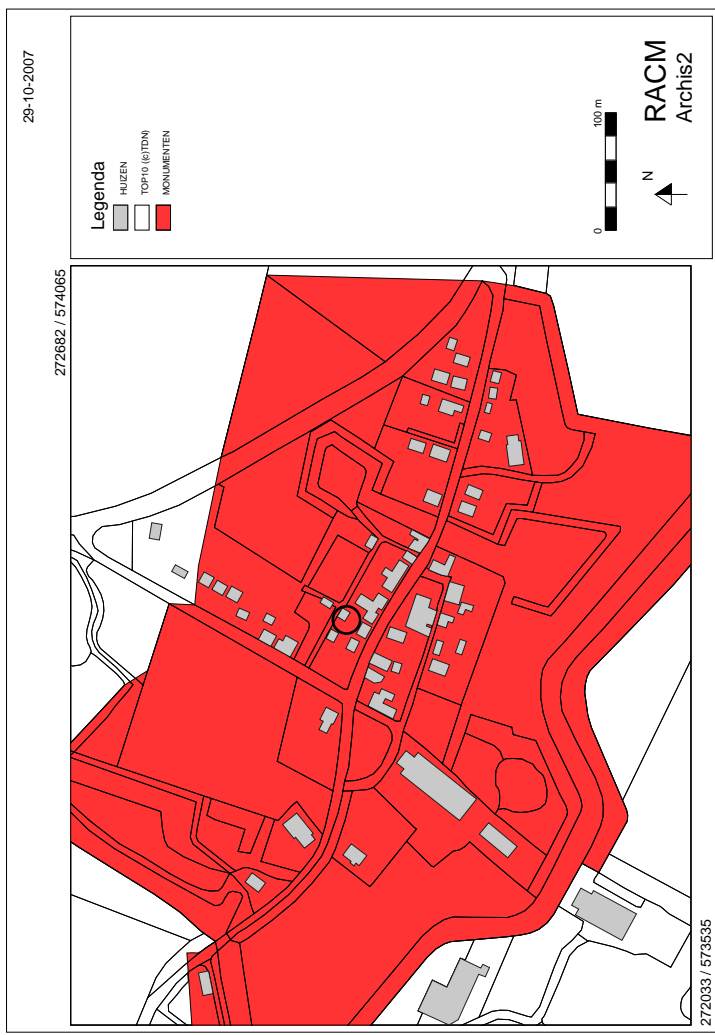 29-10-2007
272682 / 574065
Legenda
HUIZEN
TOP10 ((c)TDN)
MONUMENTEN
0
100 m
N
RACM
Archis2
272033 / 573535